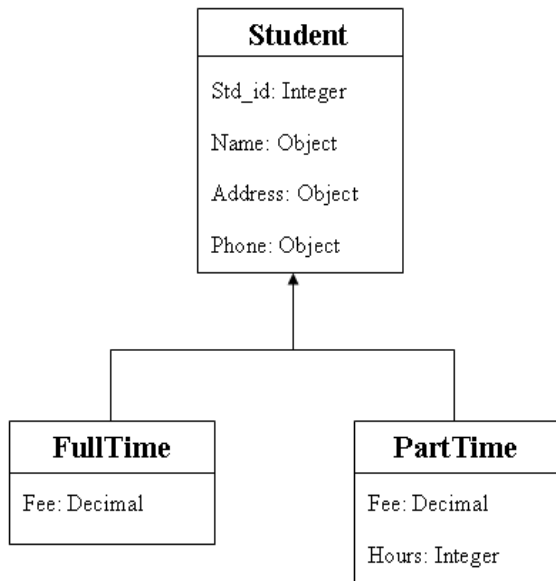 Student
Std_id: Integer
Name: Object
Address: Object
Phone: Object
FullTime
Fee: Decimal
PartTime
Fee: Decimal
Hours: Integer